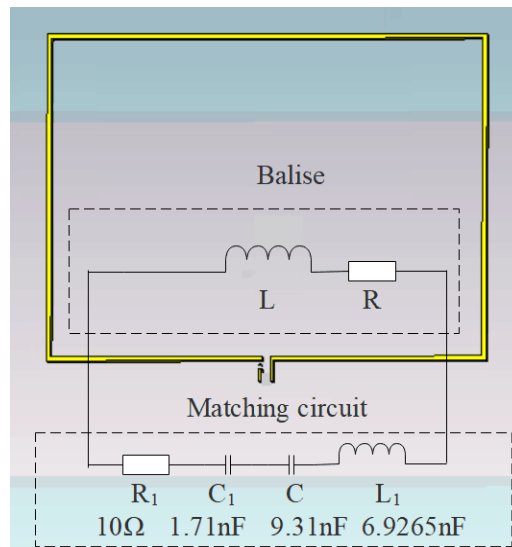 Balise
L R
Matching circuit
R₁ C₁ C L₁
10Ω 1.71nF 9.31nF 6.9265nF